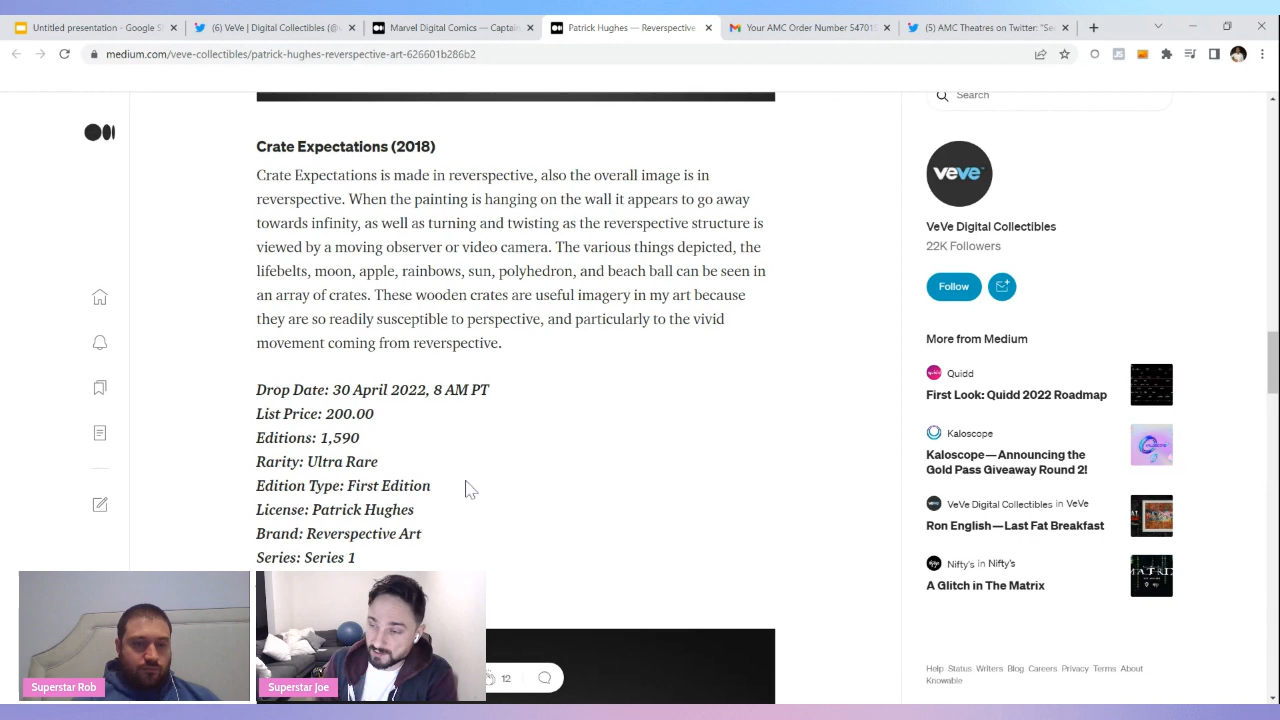 Untitled presentation - Google S
(6) VeVe | Digital Collectibles (@
Marvel Digital Comics — Captain
Patrick Hughes — Reverspective
Your AMC Order Number 54701
(5) AMC Theatres on Twitter: "Se
medium.com/veve-collectibles/patrick-hughes-reverspective-art-626601b286b2
Search
Crate Expectations (2018)
Crate Expectations is made in reverspective, also the overall image is in
reverspective. When the painting is hanging on the wall it appears to go away
towards infinity, as well as turning and twisting as the reverspective structure is
viewed by a moving observer or video camera. The various things depicted, the
lifebelts, moon, apple, rainbows, sun, polyhedron, and beach ball can be seen in
an array of crates. These wooden crates are useful imagery in my art because
they are so readily susceptible to perspective, and particularly to the vivid
movement coming from reverspective.
Drop Date: 30 April 2022, 8 AM PT
List Price: 200.00
Editions: 1,590
Rarity: Ultra Rare
Edition Type: First Edition
License: Patrick Hughes
Brand: Reverspective Art
Series: Series 1
12
veve
VeVe Digital Collectibles
22K Followers
Follow
More from Medium
Quidd
First Look: Quidd 2022 Roadmap
Kaloscope
Kaloscope—Announcing the
Gold Pass Giveaway Round 2!
VeVe Digital Collectibles in VeVe
Ron English—Last Fat Breakfast
Nifty's in Nifty's
A Glitch in The Matrix
Help Status Writers Blog Careers Privacy Terms About
Knowable
Superstar Rob
Superstar Joe